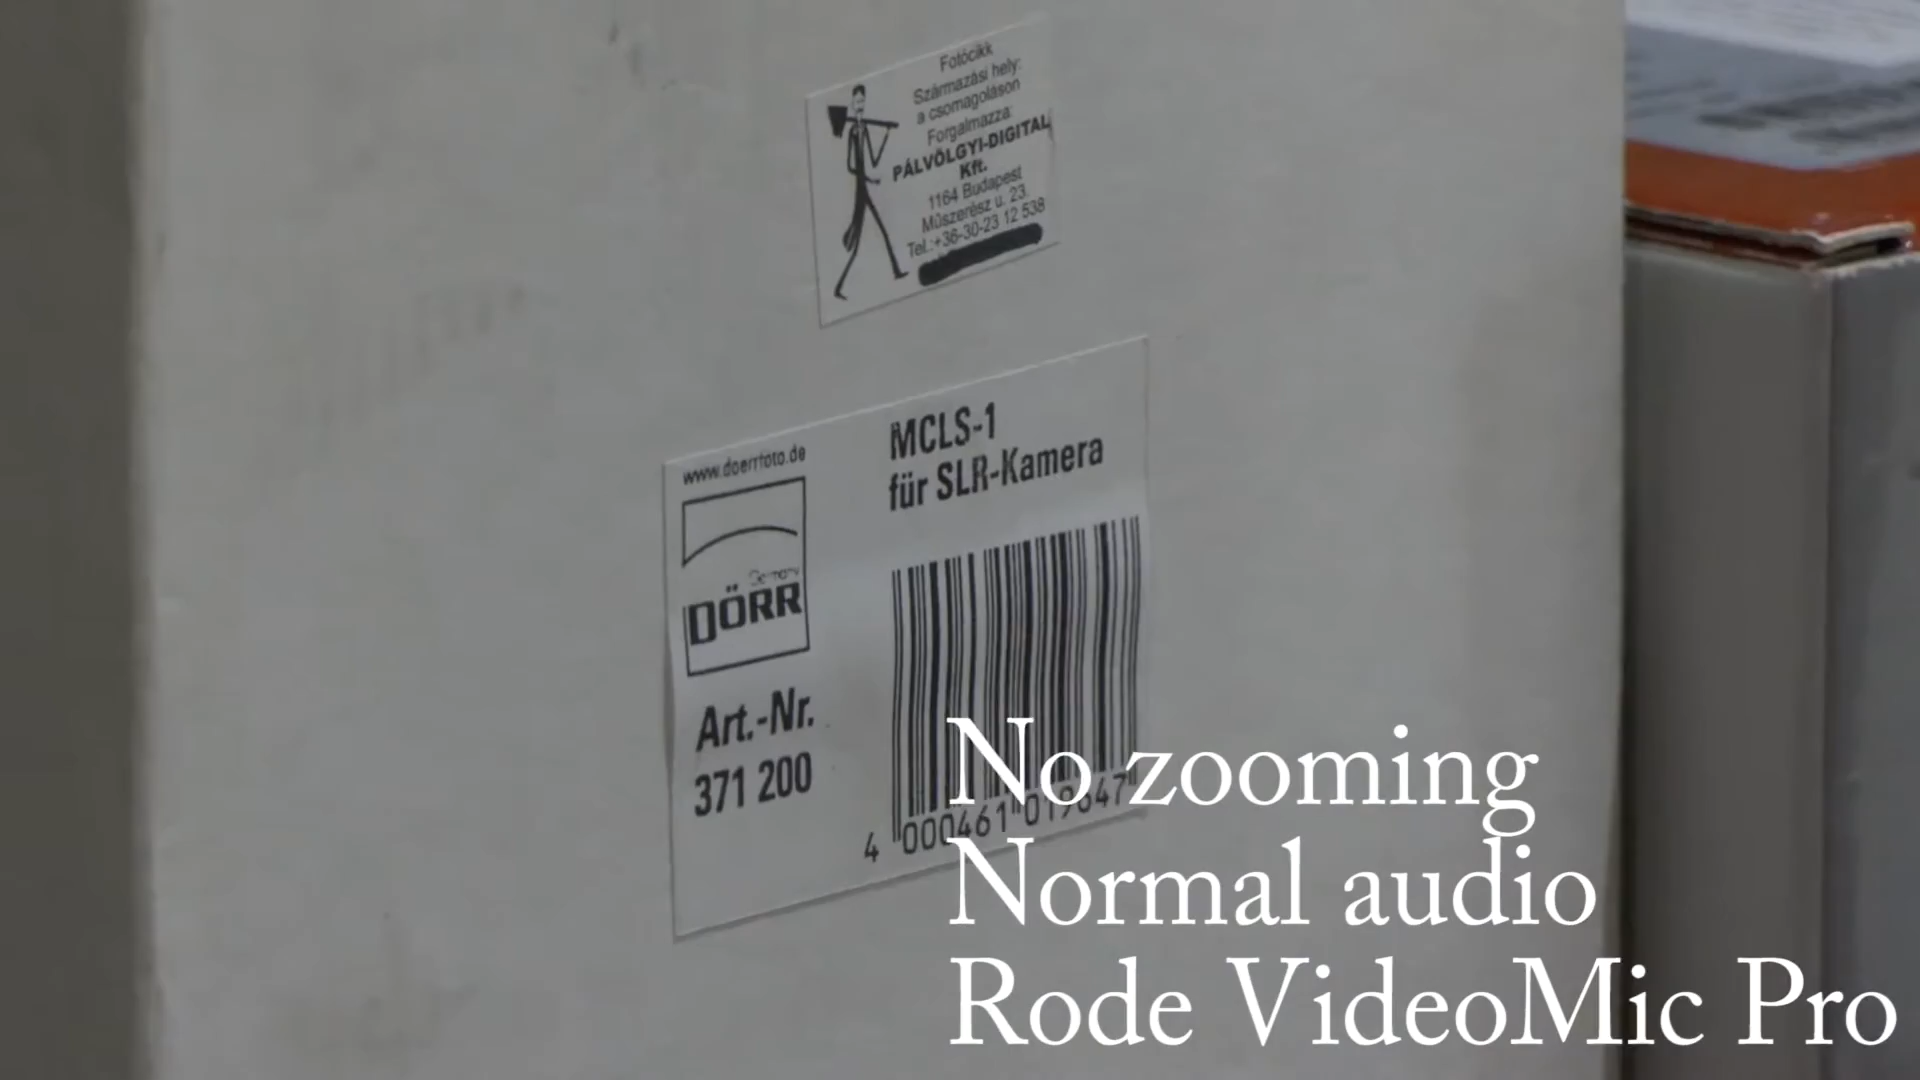 Fotócikk
Származási hely:
a csomagoláson
Forgalmazza:
PÁLVÖLGYI-DIGITAL
Kft.
1164 Budapest
Műszerész u. 23.
Tel.:+36-30-23 12 538
www.doerrfoto.de
Germany
DÖRR
Art.-Nr.
371 200
MCLS-1
für SLR-Kamera
4 000461 019647
No zooming
Normal audio
Rode VideoMic Pro